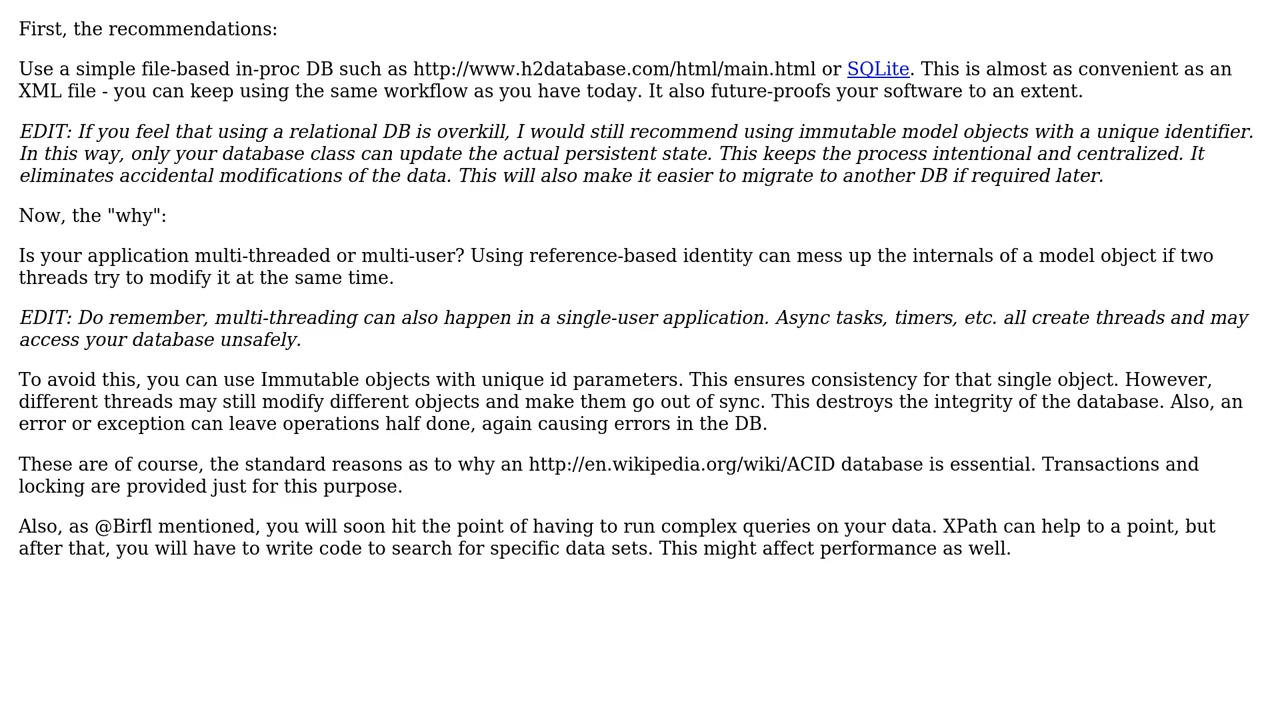 First, the recommendations:
Use a simple file-based in-proc DB such as http://www.h2database.com/html/main.html or SQLite. This is almost as convenient as an
XML file - you can keep using the same workflow as you have today. It also future-proofs your software to an extent.
EDIT: If you feel that using a relational DB is overkill, I would still recommend using immutable model objects with a unique identifier.
In this way, only your database class can update the actual persistent state. This keeps the process intentional and centralized. It
eliminates accidental modifications of the data. This will also make it easier to migrate to another DB if required later.
Now, the "why":
Is your application multi-threaded or multi-user? Using reference-based identity can mess up the internals of a model object if two
threads try to modify it at the same time.
EDIT: Do remember, multi-threading can also happen in a single-user application. Async tasks, timers, etc. all create threads and may
access your database unsafely.
To avoid this, you can use Immutable objects with unique id parameters. This ensures consistency for that single object. However,
different threads may still modify different objects and make them go out of sync. This destroys the integrity of the database. Also, an
error or exception can leave operations half done, again causing errors in the DB.
These are of course, the standard reasons as to why an http://en.wikipedia.org/wiki/ACID database is essential. Transactions and
locking are provided just for this purpose.
Also, as @Birfl mentioned, you will soon hit the point of having to run complex queries on your data. XPath can help to a point, but
after that, you will have to write code to search for specific data sets. This might affect performance as well.